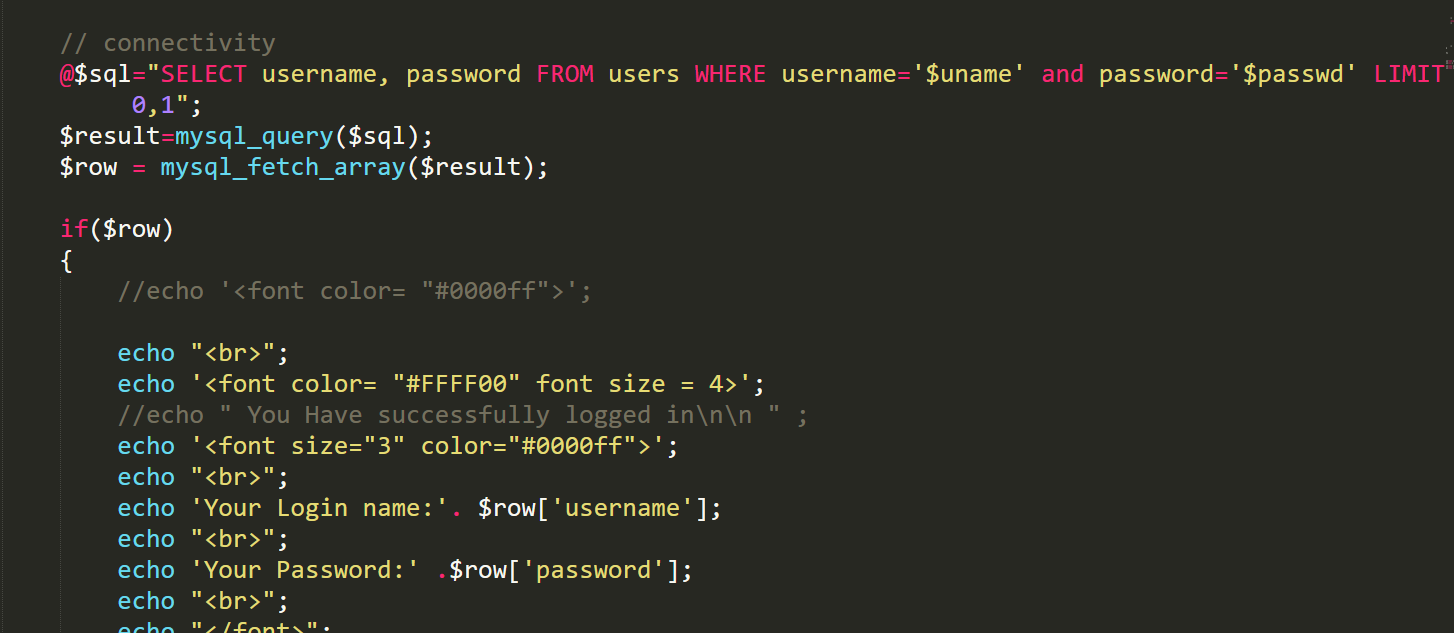 // connectivity
@$sql="SELECT username, password FROM users WHERE username='$uname' and password='$passwd' LIMIT
0,1";
$result=mysql_query($sql);
$row = mysql_fetch_array($result);
if($row)
{
//echo '<font color= "#0000ff">';
echo "<br>";
echo '<font color= "#FFFF00" font size = 4>';
//echo " You Have successfully logged in\n\n " ;
echo '<font size="3" color="#0000ff">';
echo "<br>";
echo 'Your Login name:'. $row['username'];
echo "<br>";
echo 'Your Password:' .$row['password'];
echo "<br>";
echo "</font>";